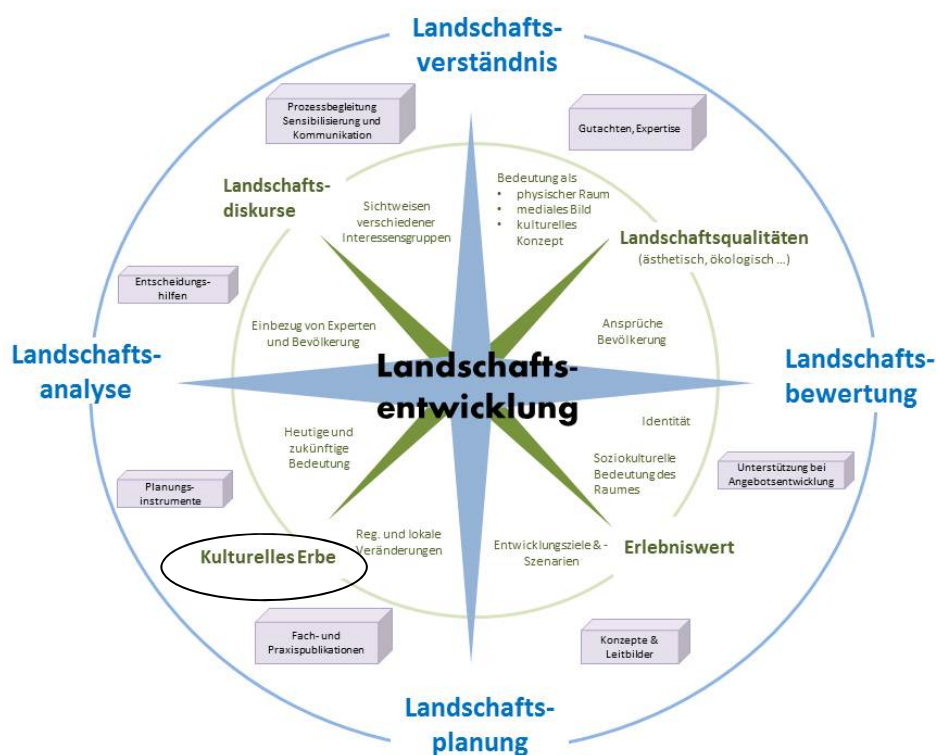 Landschafts-
verständnis
Prozessbegleitung
Sensibilisierung und
Kommunikation
Gutachten, Expertise
Landschafts-
diskurse
Sichtweisen
verschiedener
Interessensgruppen
Bedeutung als
• physischer Raum
• mediales Bild
• kulturelles
Konzept
Landschaftsqualitäten
(ästhetisch, ökologisch ...)
Entscheidungs-
hilfen
Einbezug von Experten
und Bevölkerung
Ansprüche
Bevölkerung
Landschafts-
analyse
Landschafts-
entwicklung
Landschafts-
bewertung
Heutige und
zukünftige
Bedeutung
Identität
Soziokulturelle
Bedeutung des
Raumes
Planungs-
instrumente
Unterstützung bei
Angebotsentwicklung
Kulturelles Erbe
Reg. und lokale
Veränderungen
Entwicklungsziele & -
Szenarien
Erlebniswert
Fach- und
Praxispublikationen
Konzepte &
Leitbilder
Landschafts-
planung